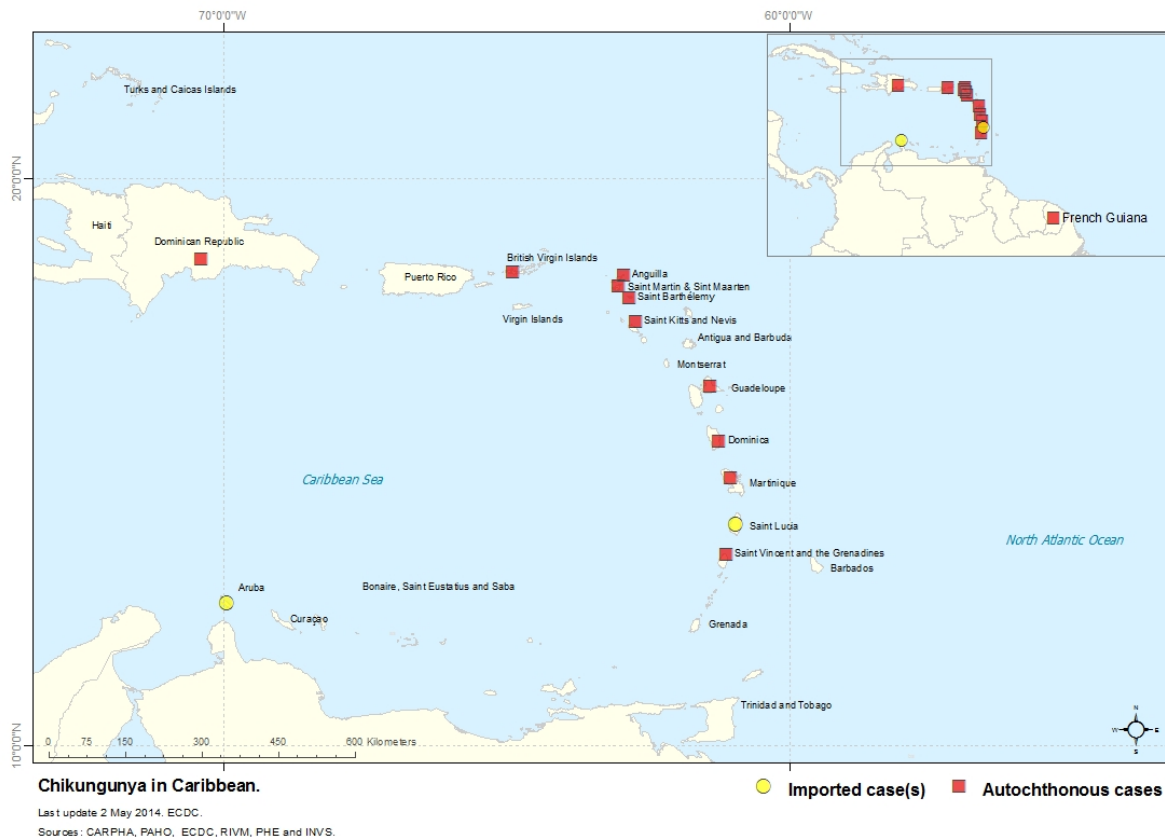 70°0'0"W
60°0'0"W
Turks and Caicas Islands
20°0'0"N
French Guiana
Haiti
Dominican Republic
British Virgin Islands
Puerto Rico
Anguilla
Saint Martin & Sint Maarten
Saint Barthélemy
Virgin Islands
Saint Kitts and Nevis
Antigua and Barbuda
Montserrat
Guadeloupe
Dominica
Caribbean Sea
Martinique
Saint Lucia
North Atlantic Ocean
Saint Vincent and the Grenadines
Barbados
Aruba
Bonaire, Saint Eustatius and Saba
Curaçao
Grenada
Trinidad and Tobago
N
W E
S
10°0'0"N
0 75 150 300 450 600 Kilometers
Chikungunya in Caribbean.
Imported case(s)
Autochthonous cases
Last update 2 May 2014. ECDC.
Sources: CARPHA, PAHO, ECDC, RIVM, PHE and INVS.